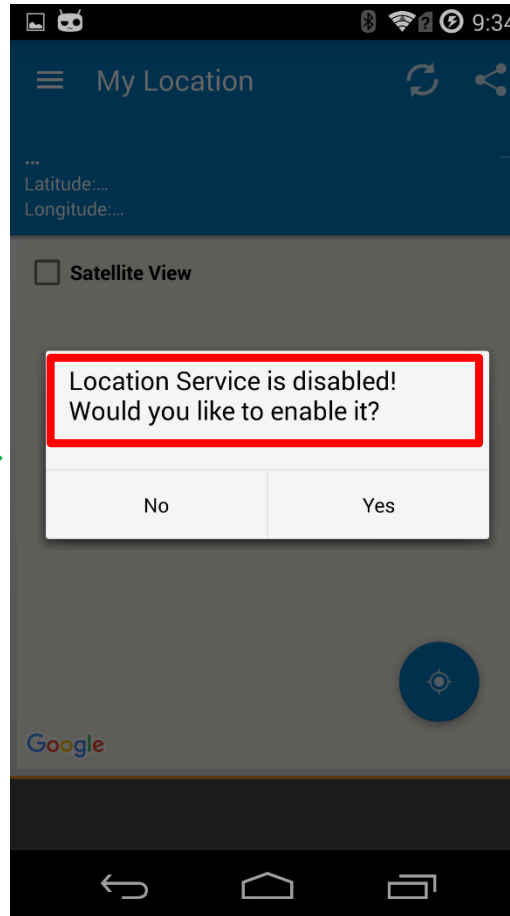 9:34
My Location
...
...
Latitude:...
Longitude:...
Satellite View
Location Service is disabled!
Would you like to enable it?
No
Yes
Google